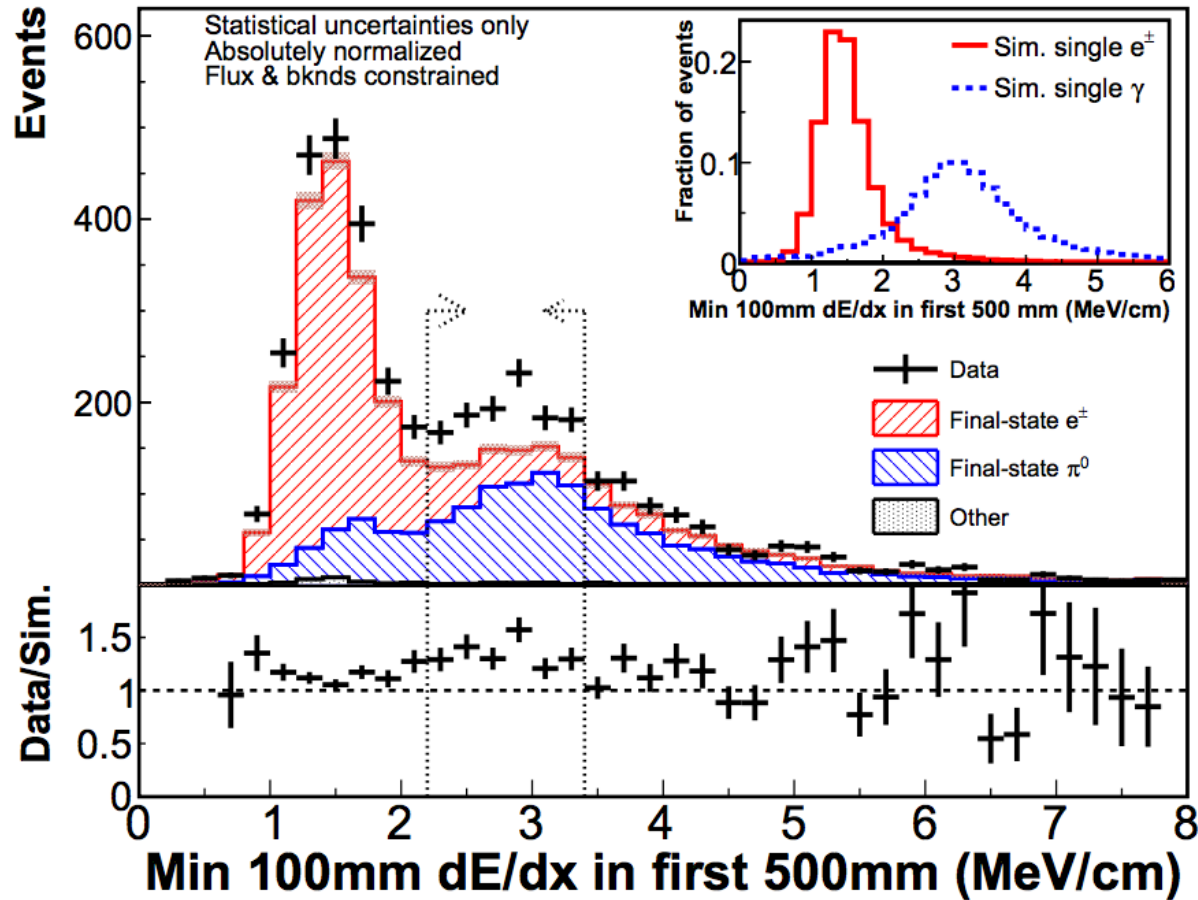 Statistical uncertainties only
Absolutely normalized
Flux & bknds constrained
Events
600
400
200
Sim. single e±
Sim. single γ
Fraction of events
0.2
0.1
0
0 1 2 3 4 5 6
Min 100mm dE/dx in first 500 mm (MeV/cm)
Data
Final-state e±
Final-state π⁰
Other
Data/Sim.
1.5
1
0.5
0
0 1 2 3 4 5 6 7 8
Min 100mm dE/dx in first 500mm (MeV/cm)